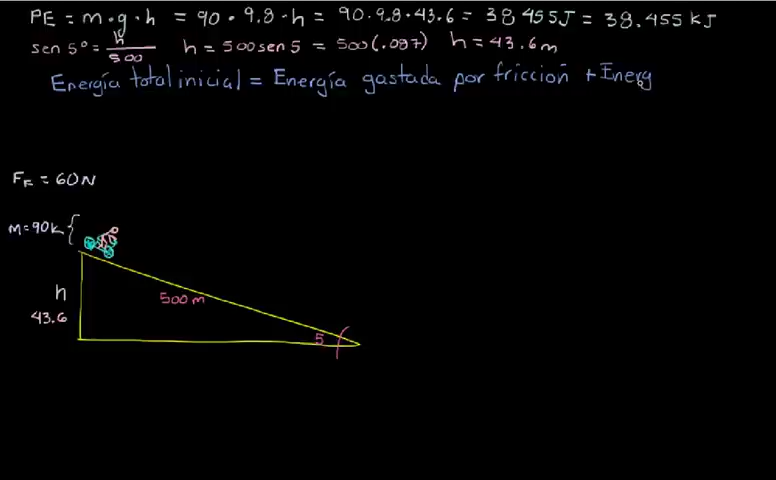 PE = m · g · h = 90 · 9.8 · h = 90.9.8 · 43.6 = 38 455J = 38.455 KJ
sen 5° = h/500 h = 500 sen 5 = 500(.087) h = 43.6 m
Energía total inicial = Energía gastada por fricción + Energ
F_F = 60N
m = 90K {
h
43.6
500 m
5